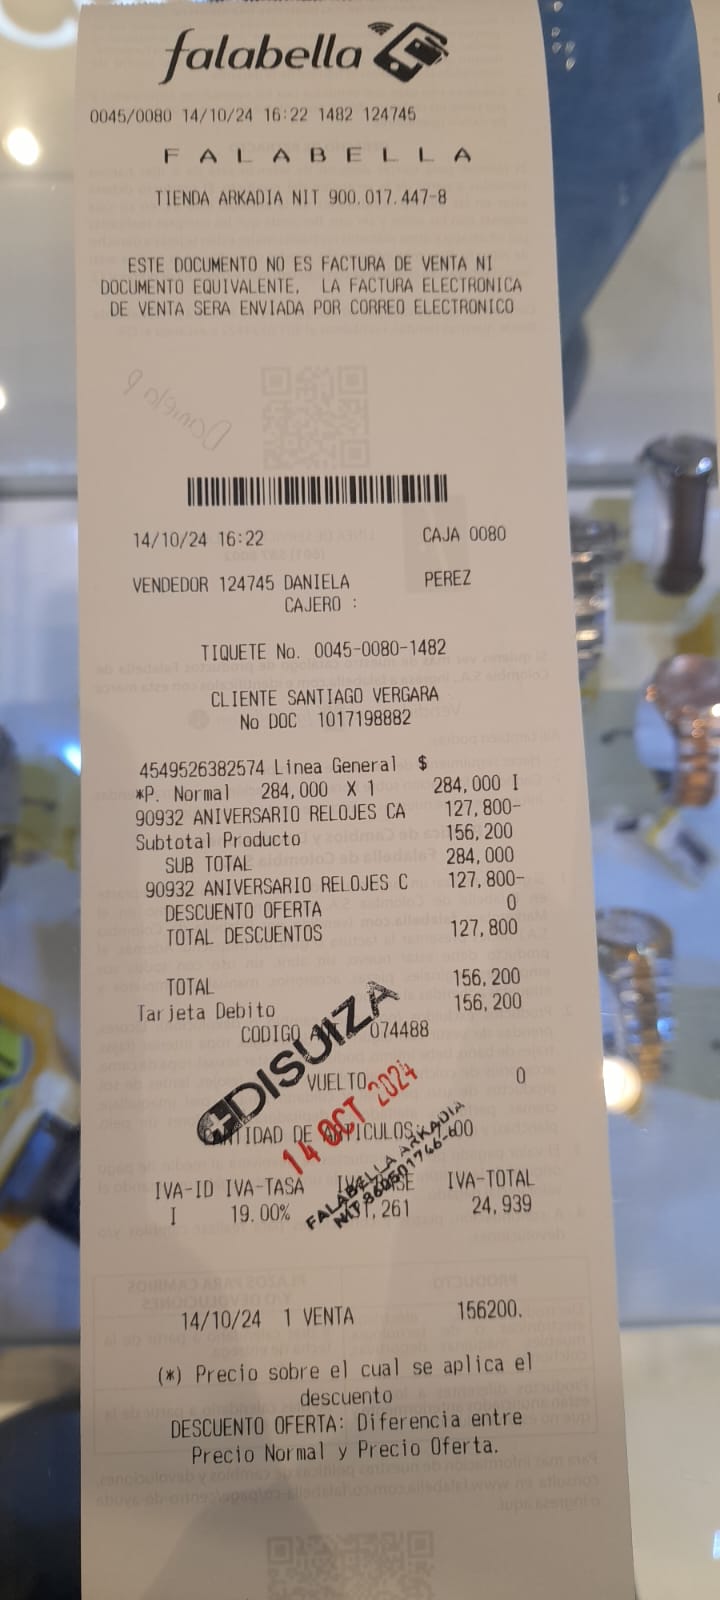 falabella
0045/0080 14/10/24 16:22 1482 124745
FALABELLA
TIENDA ARKADIA NIT 900.017.447-8
ESTE DOCUMENTO NO ES FACTURA DE VENTA NI
DOCUMENTO EQUIVALENTE, LA FACTURA ELECTRONICA
DE VENTA SERA ENVIADA POR CORREO ELECTRONICO
14/10/24 16:22 CAJA 0080
VENDEDOR 124745 DANIELA PEREZ
CAJERO :
TIQUETE No. 0045-0080-1482
CLIENTE SANTIAGO VERGARA
No DOC 1017198882
4549526382574 Linea General $
*P. Normal 284,000 X 1 284,000 I
90932 ANIVERSARIO RELOJES CA 127,800-
Subtotal Producto 156,200
SUB TOTAL 284,000
90932 ANIVERSARIO RELOJES C 127,800-
DESCUENTO OFERTA 0
TOTAL DESCUENTOS 127,800
TOTAL 156,200
Tarjeta Debito 156,200
CODIGO 074488
DISUIZA
VUELTO 0
14 OCT 2024
CANTIDAD DE ARTICULOS:
FALABELLA ARKADIA
NIT
IVA-ID IVA-TASA IVA-BASE IVA-TOTAL
I 19.00% 24,939
14/10/24 1 VENTA 156200.
(*) Precio sobre el cual se aplica el
descuento
DESCUENTO OFERTA: Diferencia entre
Precio Normal y Precio Oferta.